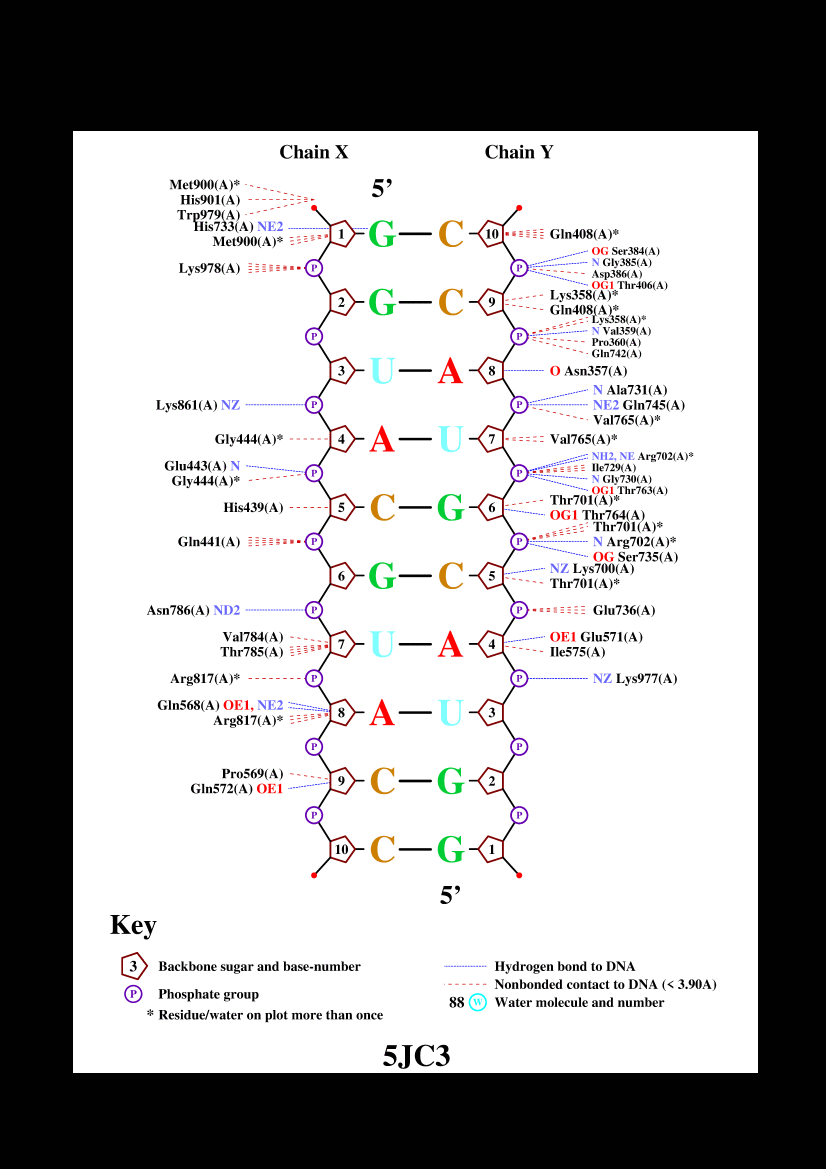 Chain X Chain Y
5’
Met900(A)*
His901(A)
Trp979(A)
His733(A) NE2
Met900(A)*
1 G C 10
Gln408(A)*
OG Ser384(A)
N Gly385(A)
Lys978(A) P P
Asp386(A)
OG1 Thr406(A)
Lys358(A)*
2 G C 9
Gln408(A)*
Lys358(A)*
P P N Val359(A)
Pro360(A)
Gln742(A)
3 U A 8 O Asn357(A)
N Ala731(A)
Lys861(A) NZ P P NE2 Gln745(A)
Val765(A)*
Gly444(A)* 4 A U 7 Val765(A)*
NH2, NE Arg702(A)*
Glu443(A) N Ile729(A)
P P
Gly444(A)* N Gly730(A)
OG1 Thr763(A)
Thr701(A)*
His439(A) 5 C G 6
OG1 Thr764(A)
Thr701(A)*
Gln441(A) P P N Arg702(A)*
OG Ser735(A)
NZ Lys700(A)
6 G C 5
Thr701(A)*
Asn786(A) ND2 P P Glu736(A)
Val784(A) OE1 Glu571(A)
7 U A 4
Thr785(A) Ile575(A)
Arg817(A)* P P NZ Lys977(A)
Gln568(A) OE1, NE2
8 A U 3
Arg817(A)*
P P
Pro569(A)
9 C G 2
Gln572(A) OE1
P P
10 C G 1
5’
Key
3 Backbone sugar and base-number
P Phosphate group
* Residue/water on plot more than once
Hydrogen bond to DNA
Nonbonded contact to DNA (< 3.90A)
88 W Water molecule and number
5JC3